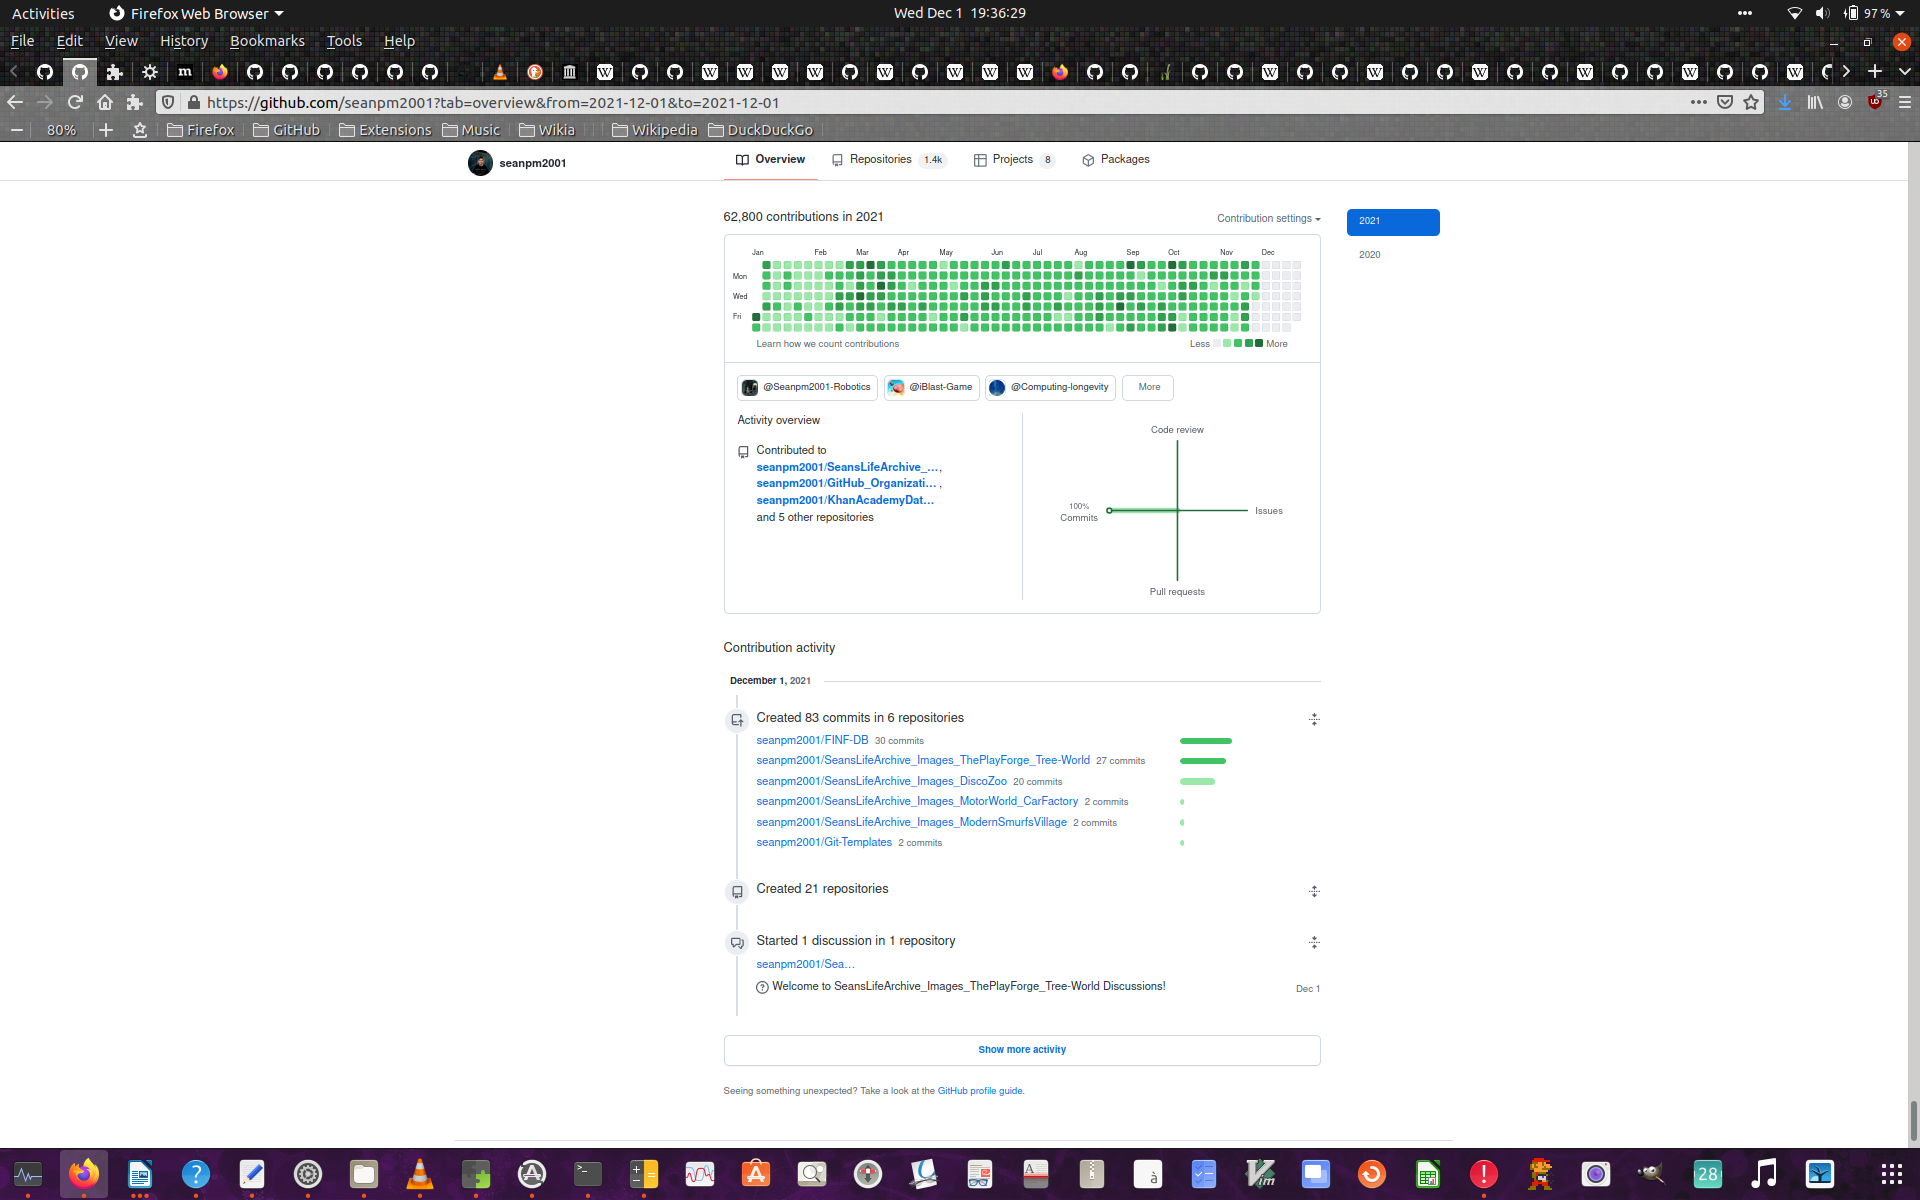 Activities Firefox Web Browser Wed Dec 1 19:36:29 97 %
File Edit View History Bookmarks Tools Help
https://github.com/seanpm2001?tab=overview&from=2021-12-01&to=2021-12-01 35
80% Firefox GitHub Extensions Music Wikia Wikipedia DuckDuckGo
seanpm2001 Overview Repositories 1.4k Projects 8 Packages
62,800 contributions in 2021 Contribution settings 2021
2020
Jan Feb Mar Apr May Jun Jul Aug Sep Oct Nov Dec
Mon
Wed
Fri
Learn how we count contributions Less More
@Seanpm2001-Robotics @iBlast-Game @Computing-longevity More
Activity overview
Contributed to
seanpm2001/SeansLifeArchive_…,
seanpm2001/GitHub_Organizati… ,
seanpm2001/KhanAcademyDat…
and 5 other repositories
Code review
100%
Commits
Issues
Pull requests
Contribution activity
December 1, 2021
Created 83 commits in 6 repositories
seanpm2001/FINF-DB 30 commits
seanpm2001/SeansLifeArchive_Images_ThePlayForge_Tree-World 27 commits
seanpm2001/SeansLifeArchive_Images_DiscoZoo 20 commits
seanpm2001/SeansLifeArchive_Images_MotorWorld_CarFactory 2 commits
seanpm2001/SeansLifeArchive_Images_ModernSmurfsVillage 2 commits
seanpm2001/Git-Templates 2 commits
Created 21 repositories
Started 1 discussion in 1 repository
seanpm2001/Sea…
Welcome to SeansLifeArchive_Images_ThePlayForge_Tree-World Discussions! Dec 1
Show more activity
Seeing something unexpected? Take a look at the GitHub profile guide.
28